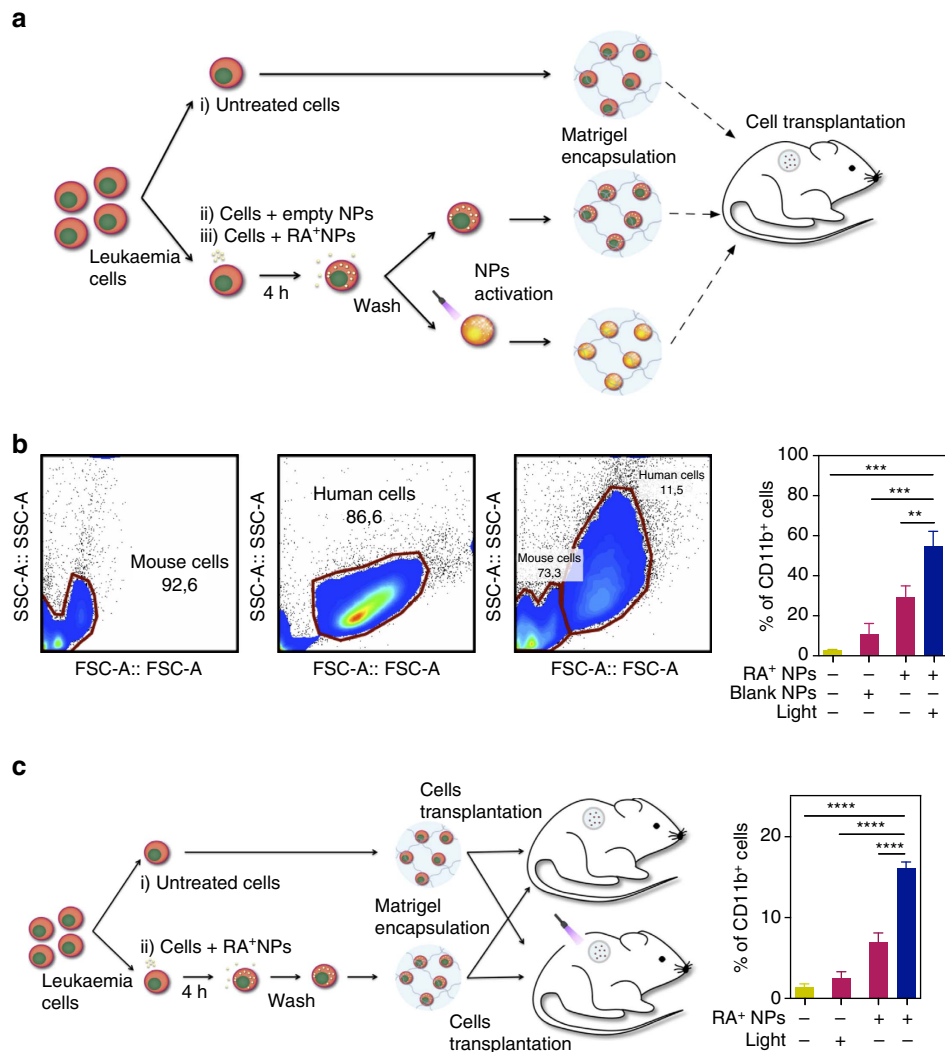 a
i) Untreated cells
Matrigel
encapsulation
Cell transplantation
Leukaemia
cells
ii) Cells + empty NPs
iii) Cells + RA⁺NPs
4 h
Wash
NPs
activation
b
SSC-A:: SSC-A
Mouse cells
92,6
FSC-A:: FSC-A
SSC-A:: SSC-A
Human cells
86,6
FSC-A:: FSC-A
SSC-A:: SSC-A
Human cells
11,5
Mouse cells
73,3
FSC-A:: FSC-A
% of CD11b⁺ cells
100
80
60
40
20
0
***
***
**
RA⁺ NPs – – + +
Blank NPs – + – –
Light – – – +
c
Cells
transplantation
i) Untreated cells
Matrigel
encapsulation
Leukaemia
cells
ii) Cells + RA⁺NPs
4 h
Wash
Cells
transplantation
% of CD11b⁺ cells
20
10
0
****
****
****
RA⁺ NPs – – + +
Light – + – +